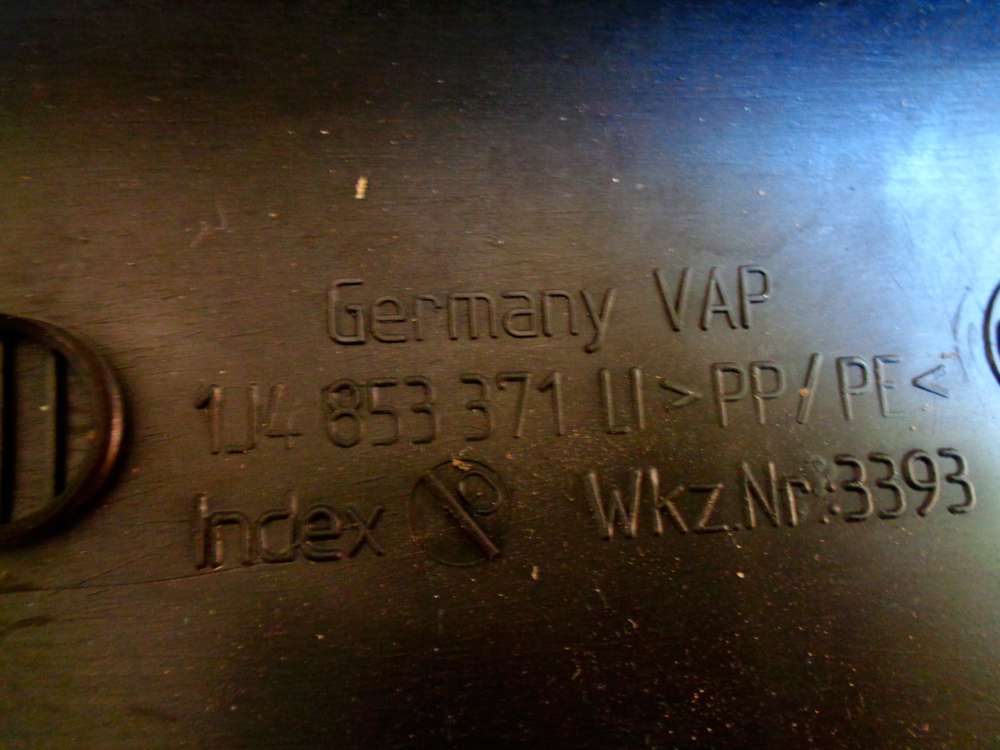 Germany VAP
1J4 853 371 LI >PP/PE<
Index Wkz.Nr.:3393